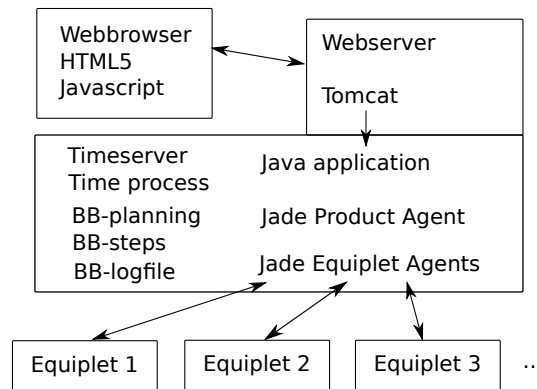 Webbrowser
HTML5
Javascript
Webserver
Tomcat
Timeserver
Time process
BB-planning
BB-steps
BB-logfile
Java application
Jade Product Agent
Jade Equiplet Agents
Equiplet 1
Equiplet 2
Equiplet 3
..